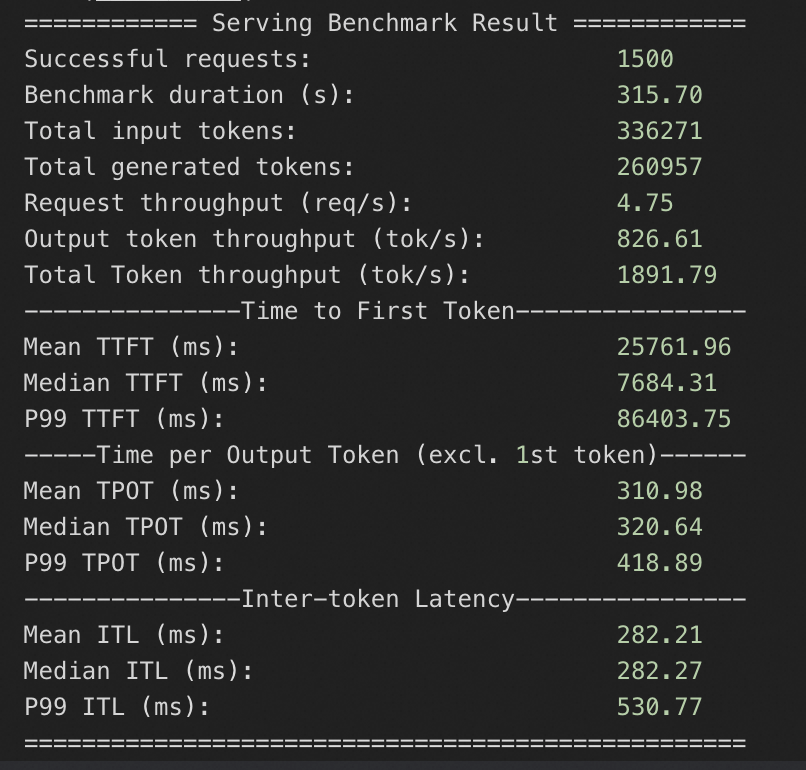 ============ Serving Benchmark Result ============
Successful requests:                     1500
Benchmark duration (s):                  315.70
Total input tokens:                      336271
Total generated tokens:                  260957
Request throughput (req/s):              4.75
Output token throughput (tok/s):         826.61
Total Token throughput (tok/s):          1891.79
---------------Time to First Token----------------
Mean TTFT (ms):                          25761.96
Median TTFT (ms):                        7684.31
P99 TTFT (ms):                           86403.75
-----Time per Output Token (excl. 1st token)------
Mean TPOT (ms):                          310.98
Median TPOT (ms):                        320.64
P99 TPOT (ms):                           418.89
---------------Inter-token Latency----------------
Mean ITL (ms):                           282.21
Median ITL (ms):                         282.27
P99 ITL (ms):                            530.77
==================================================